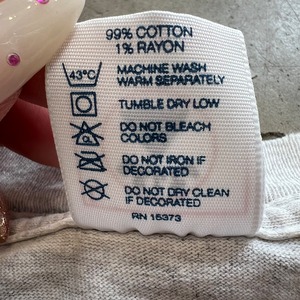 99% COTTON
1% RAYON
43°C
MACHINE WASH
WARM SEPARATELY
TUMBLE DRY LOW
DO NOT BLEACH
COLORS
DO NOT IRON IF
DECORATED
DO NOT DRY CLEAN
IF DECORATED
RN 15373